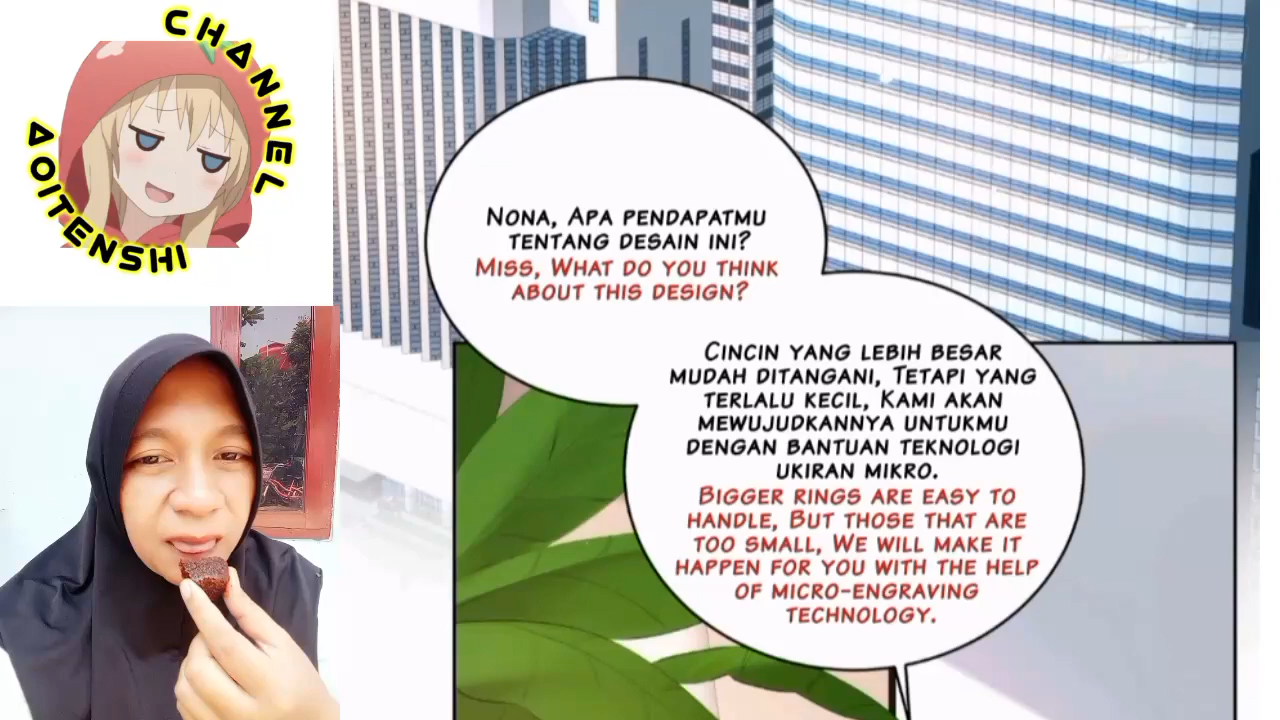 CHANNEL
AOITENSHI
NONA, APA PENDAPATMU
TENTANG DESAIN INI?
MISS, WHAT DO YOU THINK
ABOUT THIS DESIGN?
CINCIN YANG LEBIH BESAR
MUDAH DITANGANI, TETAPI YANG
TERLALU KECIL, KAMI AKAN
MEWUJUDKANNYA UNTUKMU
DENGAN BANTUAN TEKNOLOGI
UKIRAN MIKRO.
BIGGER RINGS ARE EASY TO
HANDLE, BUT THOSE THAT ARE
TOO SMALL, WE WILL MAKE IT
HAPPEN FOR YOU WITH THE HELP
OF MICRO-ENGRAVING
TECHNOLOGY.